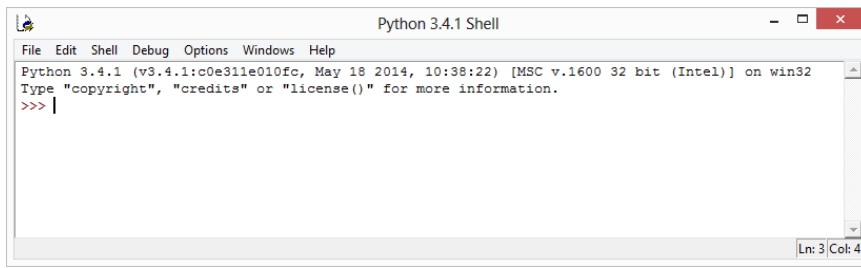 Python 3.4.1 Shell
File Edit Shell Debug Options Windows Help
Python 3.4.1 (v3.4.1:c0e311e010fc, May 18 2014, 10:38:22) [MSC v.1600 32 bit (Intel)] on win32
Type "copyright", "credits" or "license()" for more information.
>>>
Ln: 3 Col: 4